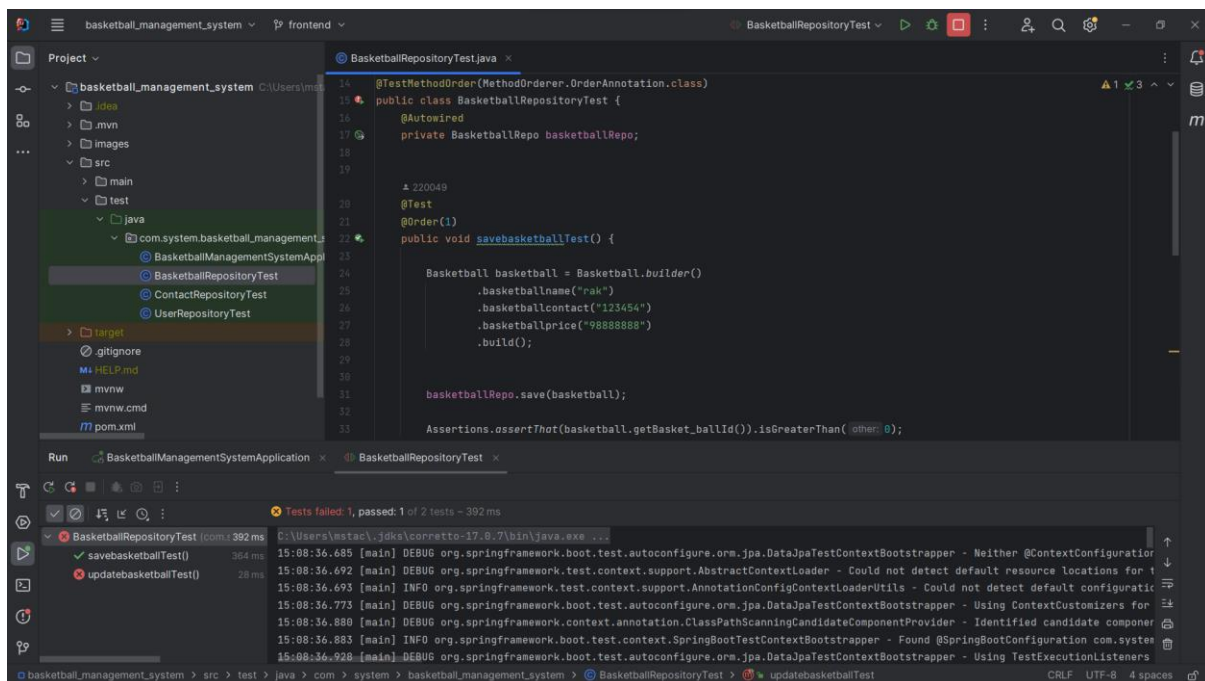 basketball_management_system
frontend
BasketballRepositoryTest
Project
BasketballRepositoryTest.java
basketball_management_system C:\Users\mst
.idea
.mvn
images
src
main
test
java
com.system.basketball_management_s
BasketballManagementSystemAppl
BasketballRepositoryTest
ContactRepositoryTest
UserRepositoryTest
target
.gitignore
M↓ HELP.md
mvnw
mvnw.cmd
m pom.xml
14 @TestMethodOrder(MethodOrderer.OrderAnnotation.class)
1 3
15 public class BasketballRepositoryTest {
16 @Autowired
17 private BasketballRepo basketballRepo;
18
19
220049
20 @Test
21 @Order(1)
22 public void savebasketballTest() {
23
24 Basketball basketball = Basketball.builder()
25 .basketballname("rak")
26 .basketballcontact("123454")
27 .basketballprice("98888888")
28 .build();
29
30
31 basketballRepo.save(basketball);
32
33 Assertions.assertThat(basketball.getBasket_ballId()).isGreaterThan( other: 0);
m
Run
BasketballManagementSystemApplication
BasketballRepositoryTest
Tests failed: 1, passed: 1 of 2 tests – 392 ms
BasketballRepositoryTest (com. 392 ms
savebasketballTest() 364 ms
updatebasketballTest() 28 ms
C:\Users\mstac\.jdks\corretto-17.0.7\bin\java.exe ...
15:08:36.685 [main] DEBUG org.springframework.boot.test.autoconfigure.orm.jpa.DataJpaTestContextBootstrapper - Neither @ContextConfiguration
15:08:36.692 [main] DEBUG org.springframework.test.context.support.AbstractContextLoader - Could not detect default resource locations for t
15:08:36.693 [main] INFO org.springframework.test.context.support.AnnotationConfigContextLoaderUtils - Could not detect default configuratic
15:08:36.773 [main] DEBUG org.springframework.boot.test.autoconfigure.orm.jpa.DataJpaTestContextBootstrapper - Using ContextCustomizers for
15:08:36.880 [main] DEBUG org.springframework.context.annotation.ClassPathScanningCandidateComponentProvider - Identified candidate componen
15:08:36.883 [main] INFO org.springframework.boot.test.context.SpringBootTestContextBootstrapper - Found @SpringBootConfiguration com.system
15:08:36.928 [main] DEBUG org.springframework.boot.test.autoconfigure.orm.jpa.DataJpaTestContextBootstrapper - Using TestExecutionListeners
basketball_management_system > src > test > java > com > system > basketball_management_system > BasketballRepositoryTest > updatebasketballTest
CRLF UTF-8 4 spaces